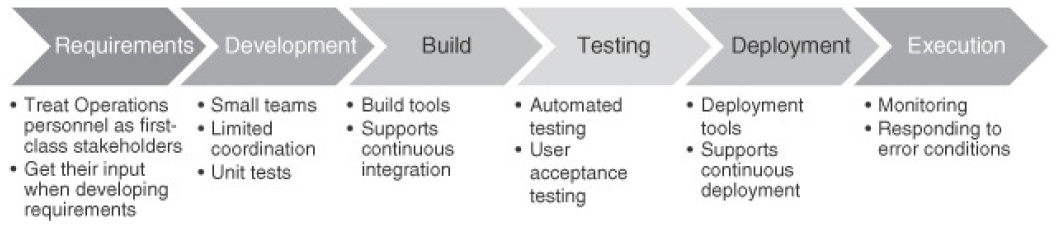 Requirements
Development
Build
Testing
Deployment
Execution
• Treat Operations
personnel as first-
class stakeholders
• Get their input
when developing
requirements
• Small teams
• Limited
coordination
• Unit tests
• Build tools
• Supports
continuous
integration
• Automated
testing
• User
acceptance
testing
• Deployment
tools
• Supports
continuous
deployment
• Monitoring
• Responding to
error conditions